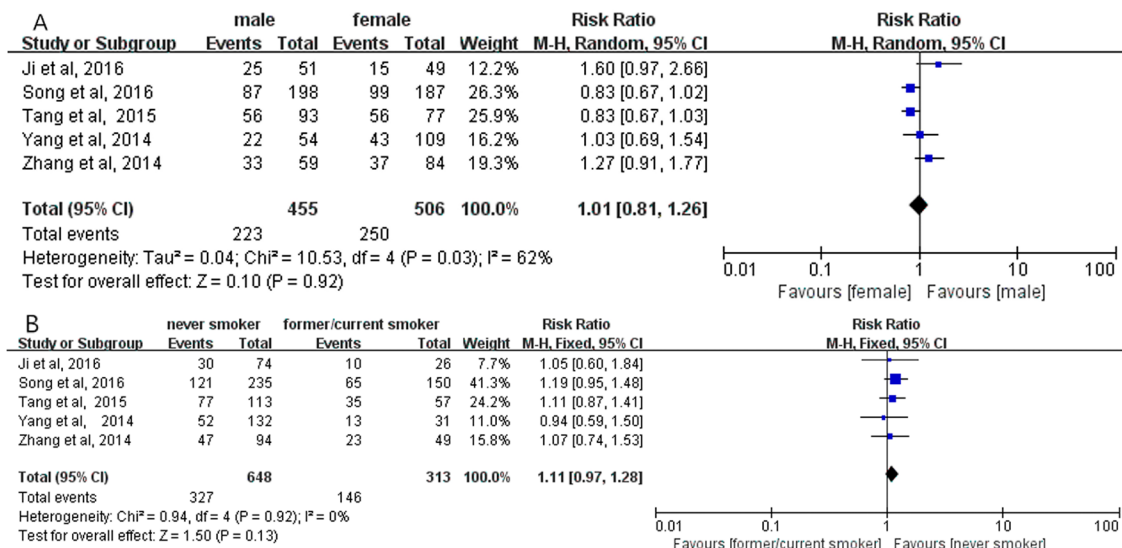 A
male female Risk Ratio Risk Ratio
Study or Subgroup Events Total Events Total Weight M-H, Random, 95% CI M-H, Random, 95% CI
Ji et al, 2016 25 51 15 49 12.2% 1.60 [0.97, 2.66]
Song et al, 2016 87 198 99 187 26.3% 0.83 [0.67, 1.02]
Tang et al, 2015 56 93 56 77 25.9% 0.83 [0.67, 1.03]
Yang et al, 2014 22 54 43 109 16.2% 1.03 [0.69, 1.54]
Zhang et al, 2014 33 59 37 84 19.3% 1.27 [0.91, 1.77]
Total (95% CI) 455 506 100.0% 1.01 [0.81, 1.26]
Total events 223 250
Heterogeneity: Tau² = 0.04; Chi² = 10.53, df = 4 (P = 0.03); I² = 62%
Test for overall effect: Z = 0.10 (P = 0.92)
0.01 0.1 1 10 100
Favours [female] Favours [male]
B
never smoker former/current smoker Risk Ratio Risk Ratio
Study or Subgroup Events Total Events Total Weight M-H, Fixed, 95% CI M-H, Fixed, 95% CI
Ji et al, 2016 30 74 10 26 7.7% 1.05 [0.60, 1.84]
Song et al, 2016 121 235 65 150 41.3% 1.19 [0.95, 1.48]
Tang et al, 2015 77 113 35 57 24.2% 1.11 [0.87, 1.41]
Yang et al, 2014 52 132 13 31 11.0% 0.94 [0.59, 1.50]
Zhang et al, 2014 47 94 23 49 15.8% 1.07 [0.74, 1.53]
Total (95% CI) 648 313 100.0% 1.11 [0.97, 1.28]
Total events 327 146
Heterogeneity: Chi² = 0.94, df = 4 (P = 0.92); I² = 0%
Test for overall effect: Z = 1.50 (P = 0.13)
0.01 0.1 1 10 100
Favours [former/current smoker] Favours [never smoker]